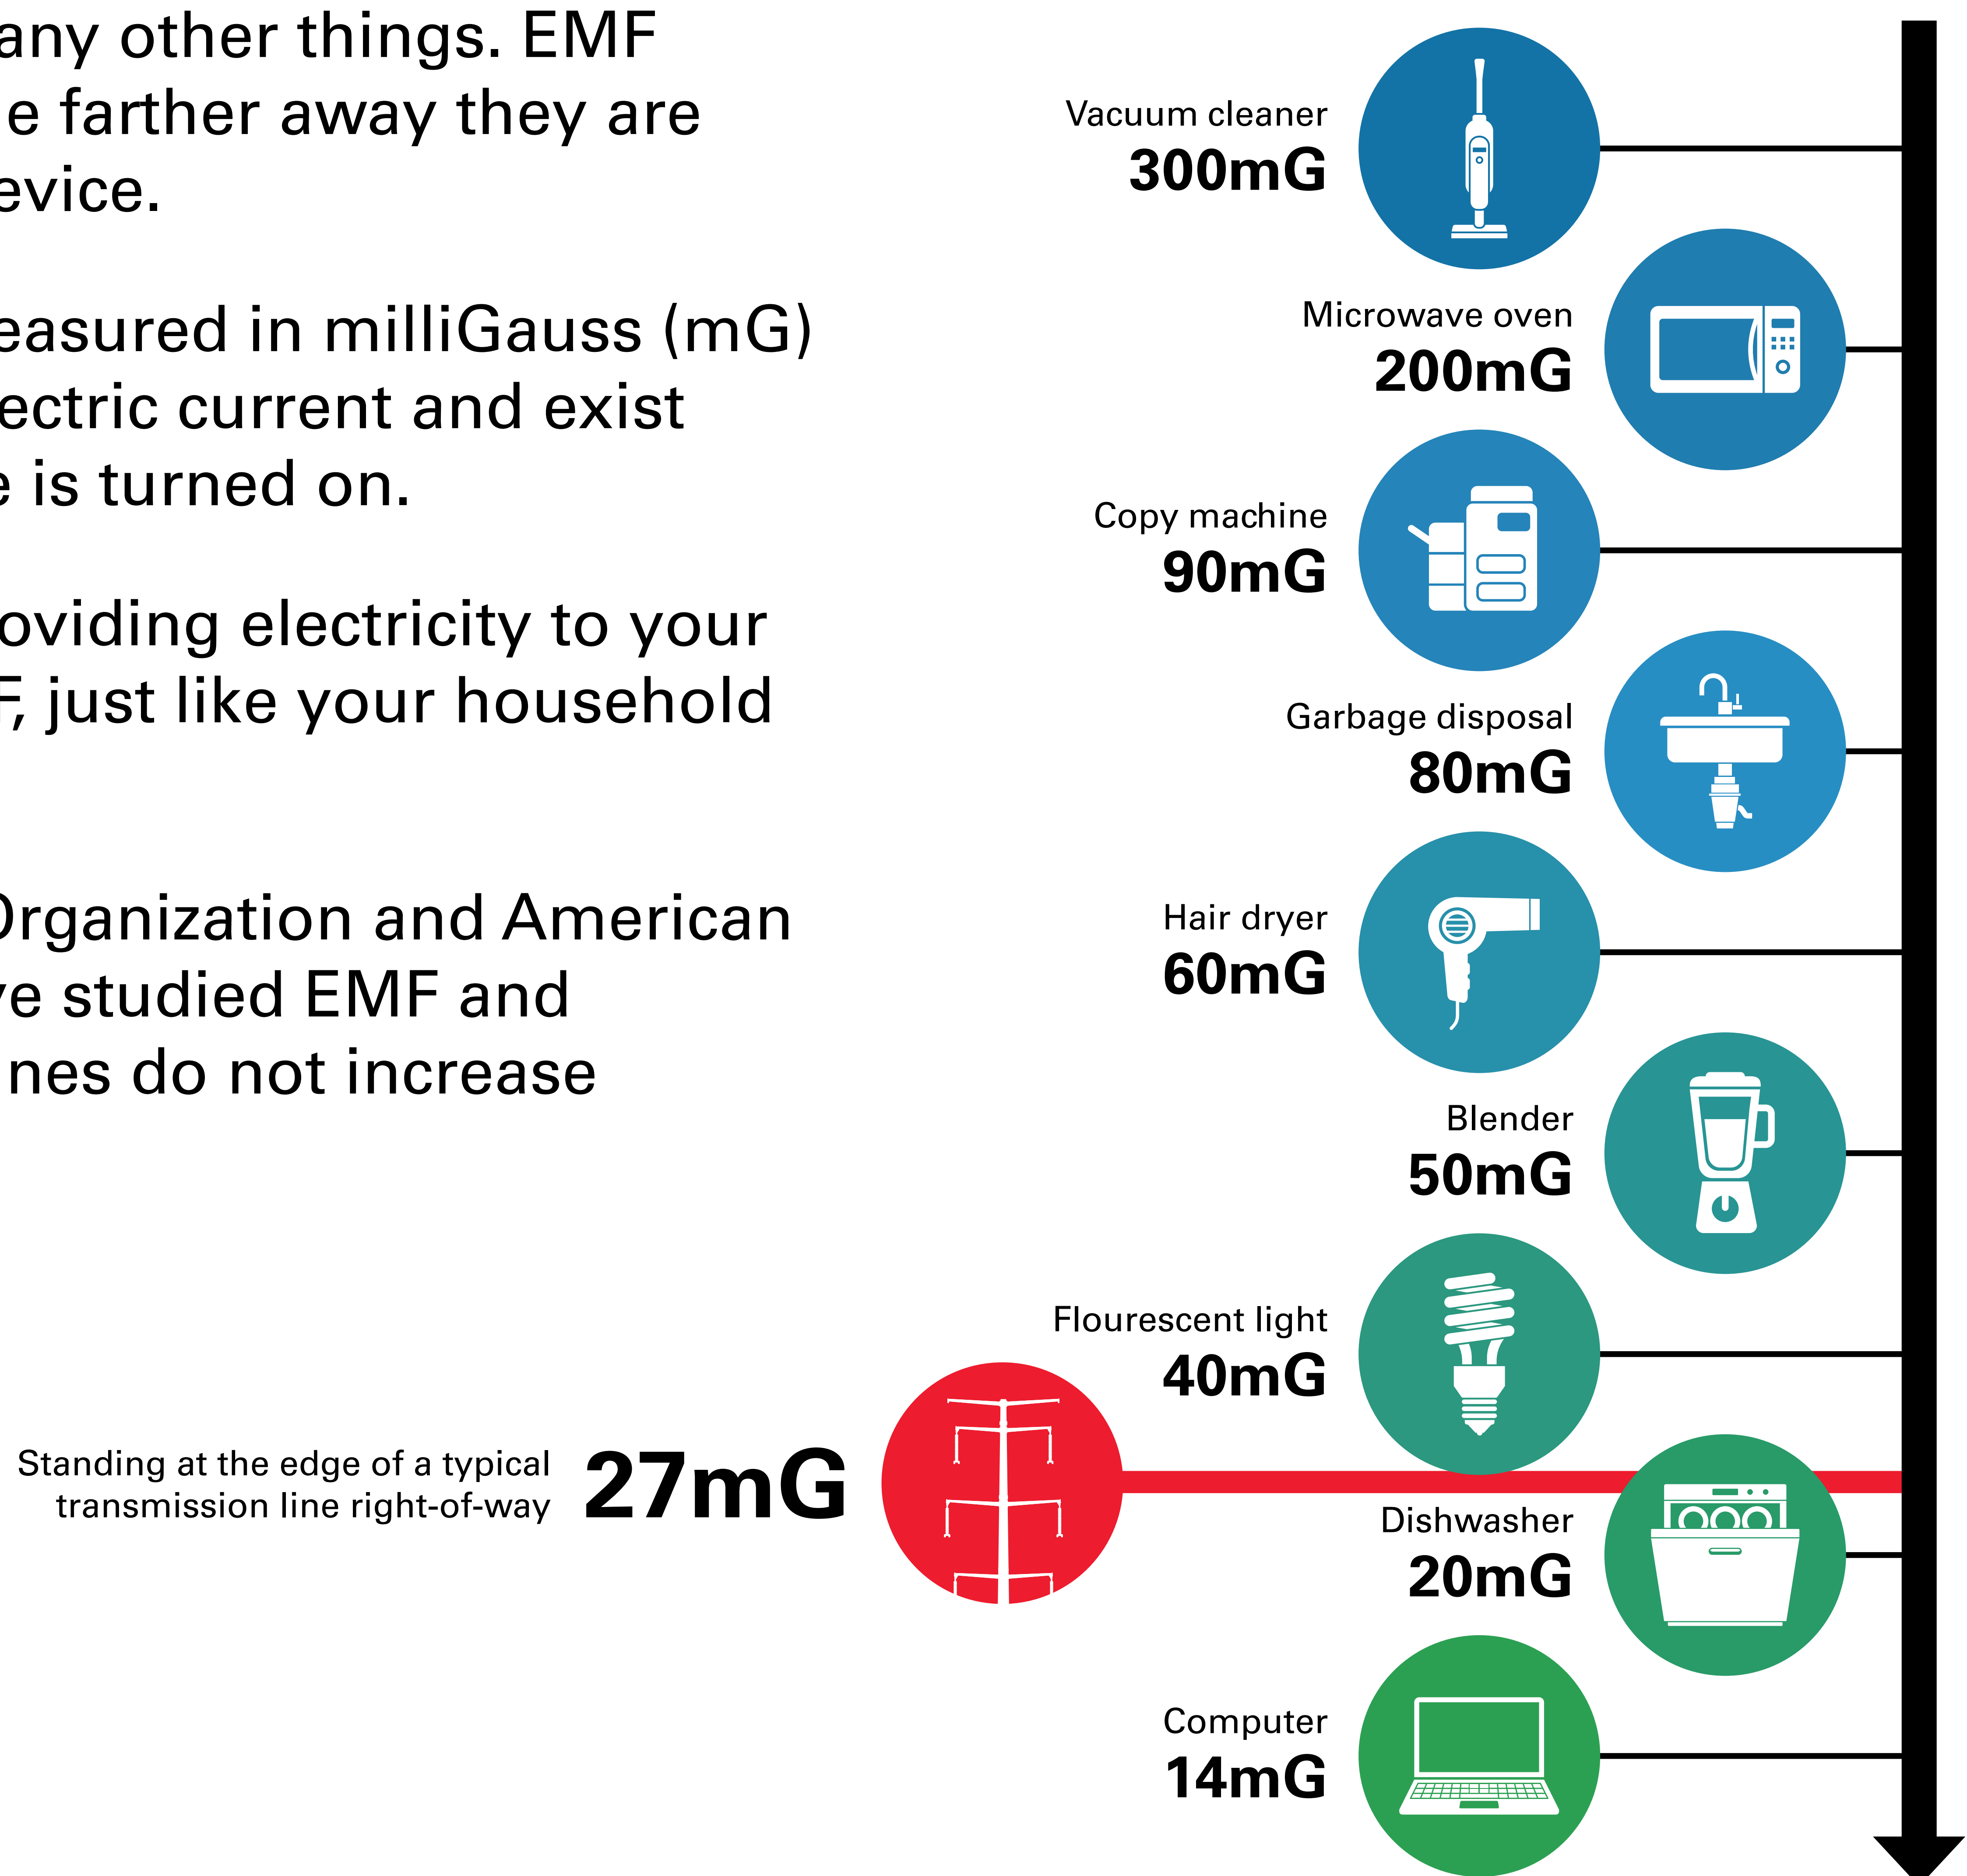 any other things. EMF
e farther away they are
evice.
easured in milliGauss (mG)
lectric current and exist
e is turned on.
oviding electricity to your
F, just like your household
Organization and American
ve studied EMF and
nes do not increase
Vacuum cleaner
300mG
Microwave oven
200mG
Copy machine
90mG
Garbage disposal
80mG
Hair dryer
60mG
Blender
50mG
Flourescent light
40mG
Standing at the edge of a typical
transmission line right-of-way
27mG
Dishwasher
20mG
Computer
14mG